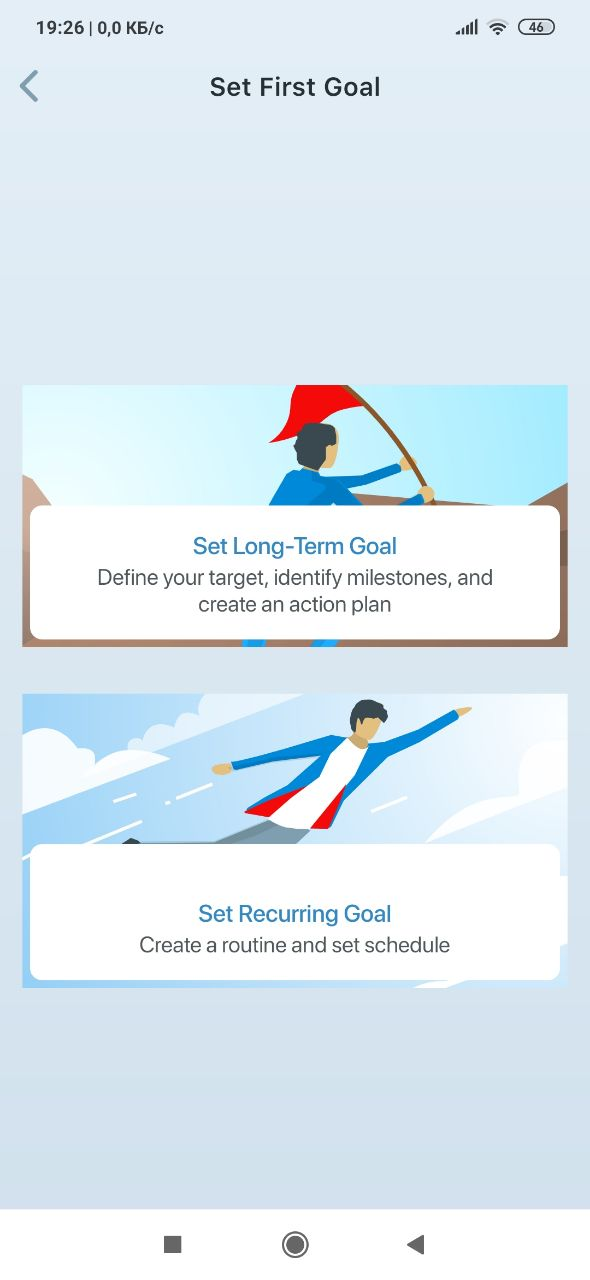 19:26 | 0,0 КБ/с
46
Set First Goal
Set Long-Term Goal
Define your target, identify milestones, and
create an action plan
Set Recurring Goal
Create a routine and set schedule